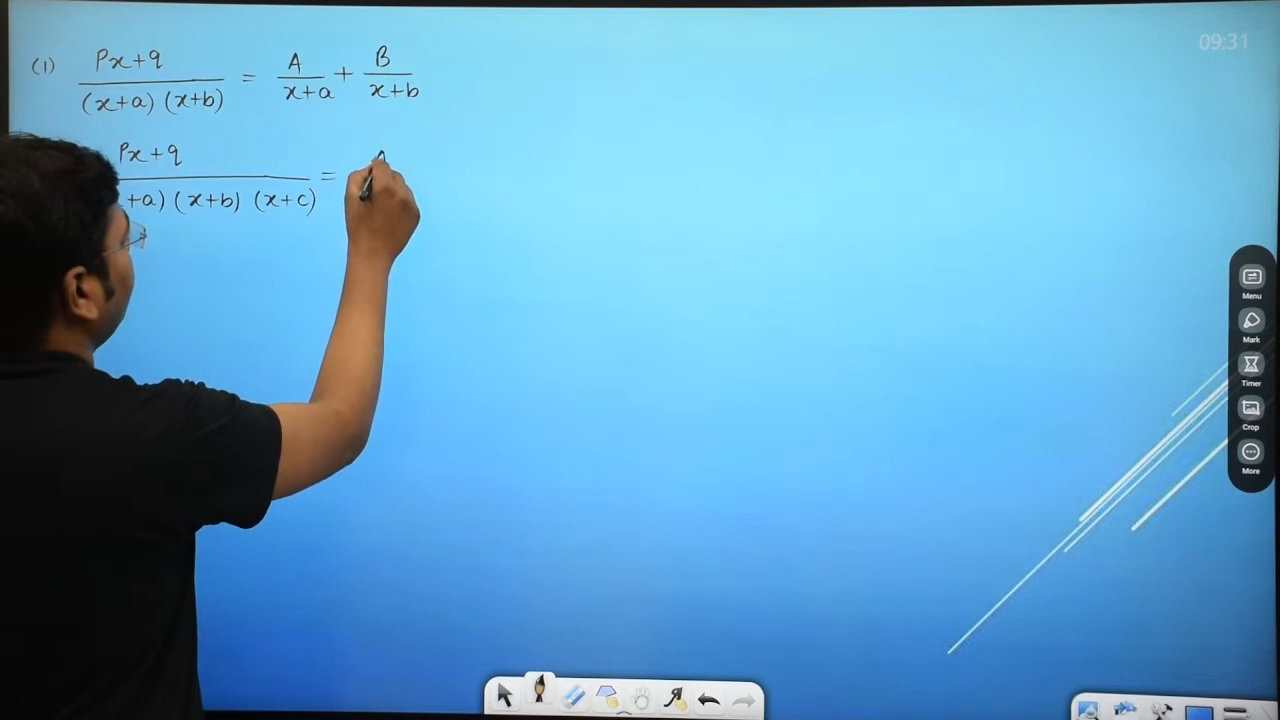 09:31
(1) Px+q / (x+a) (x+b) = A / x+a + B / x+b
Px+q / +a) (x+b) (x+c) =
Menu
Mark
Timer
Crop
More